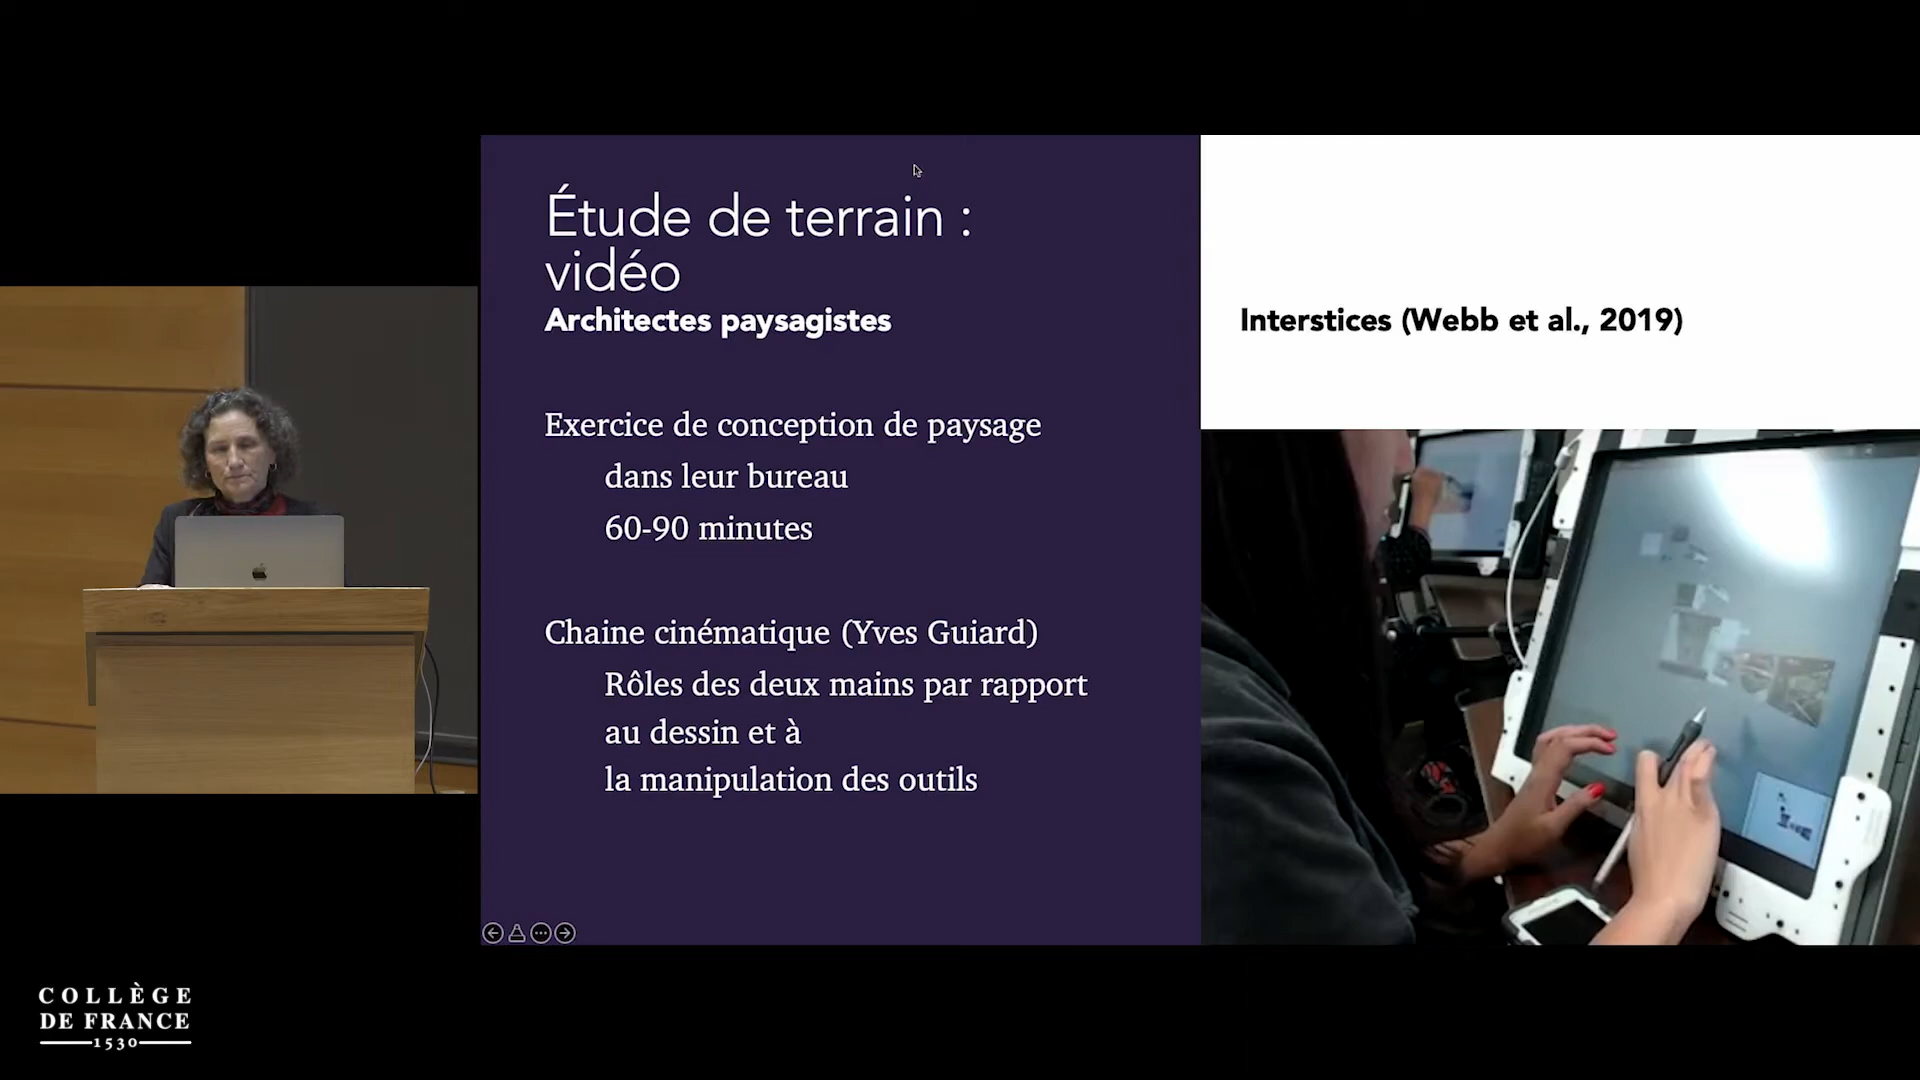 Étude de terrain :
vidéo
Architectes paysagistes
Exercice de conception de paysage
dans leur bureau
60-90 minutes
Chaine cinématique (Yves Guiard)
Rôles des deux mains par rapport
au dessin et à
la manipulation des outils
Interstices (Webb et al., 2019)
COLLÈGE
DE FRANCE
1530